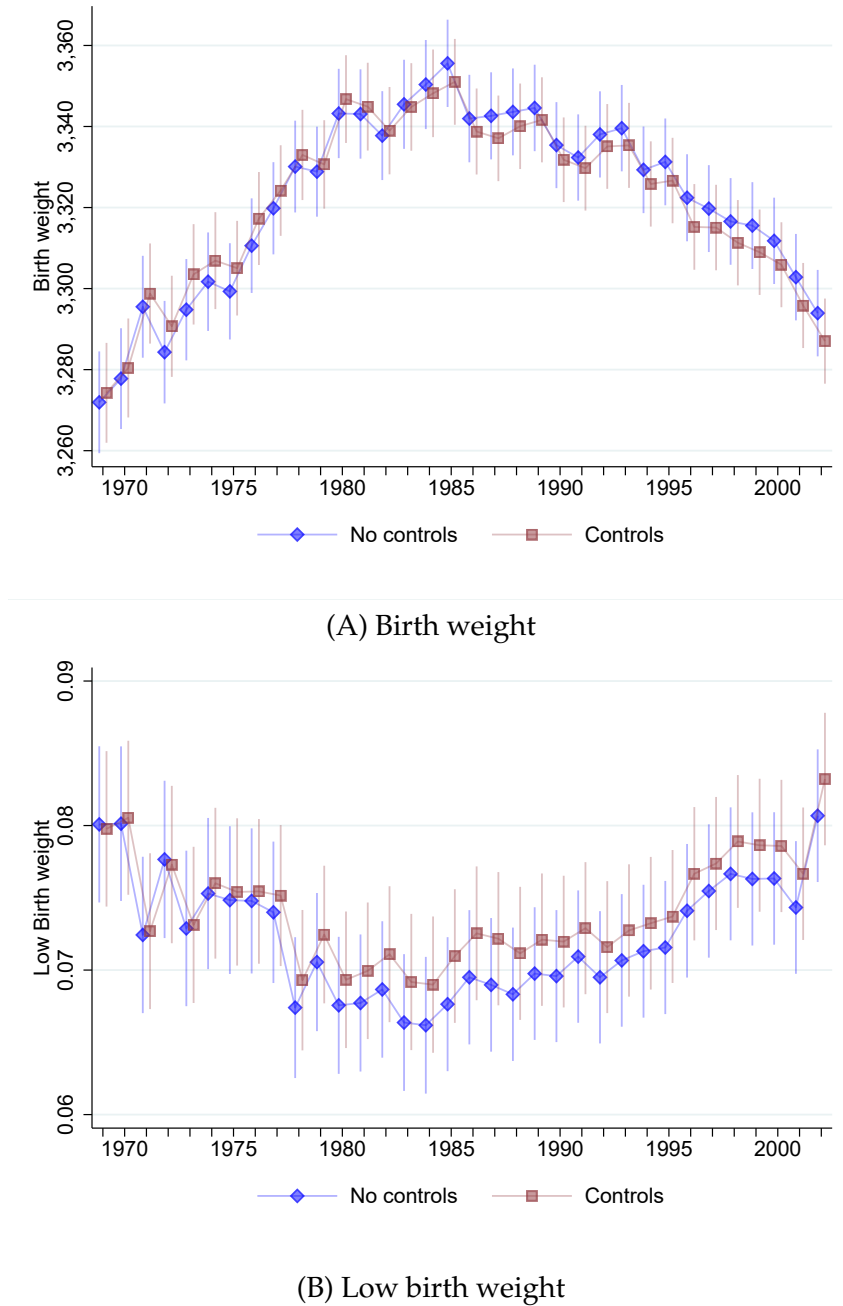 3,360
3,340
3,320
3,300
3,280
3,260
Birth weight
1970 1975 1980 1985 1990 1995 2000
No controls Controls
(A) Birth weight
0.09
0.08
0.07
0.06
Low Birth weight
1970 1975 1980 1985 1990 1995 2000
No controls Controls
(B) Low birth weight